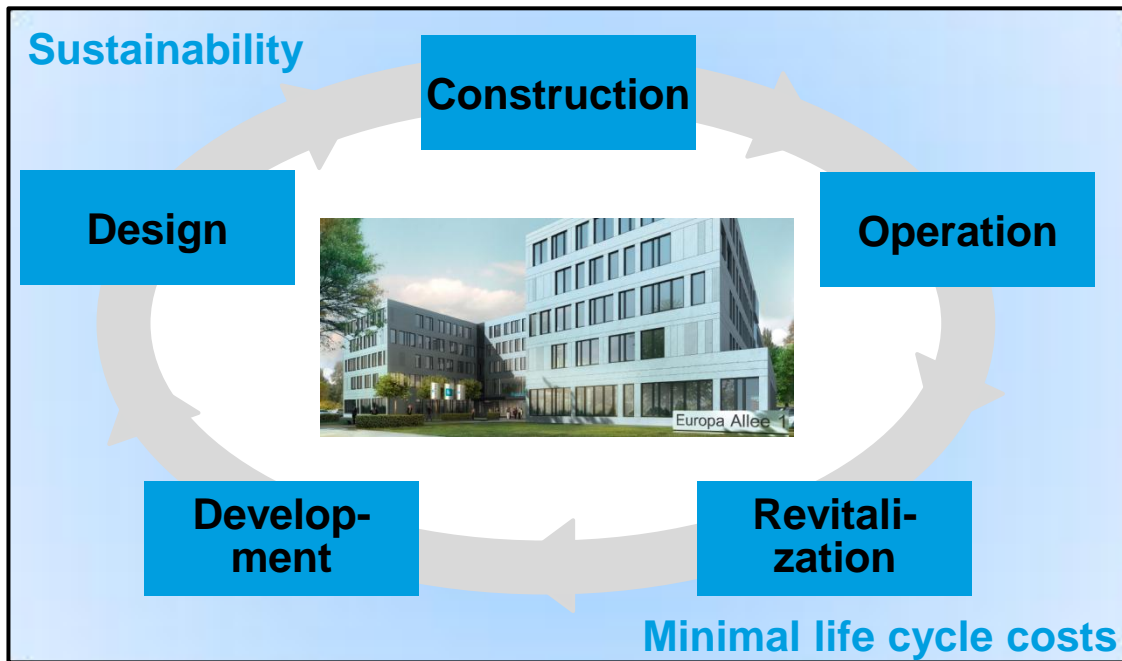 Sustainability
Construction
Design
Operation
Europa Allee 1
Develop-
ment
Revitali-
zation
Minimal life cycle costs